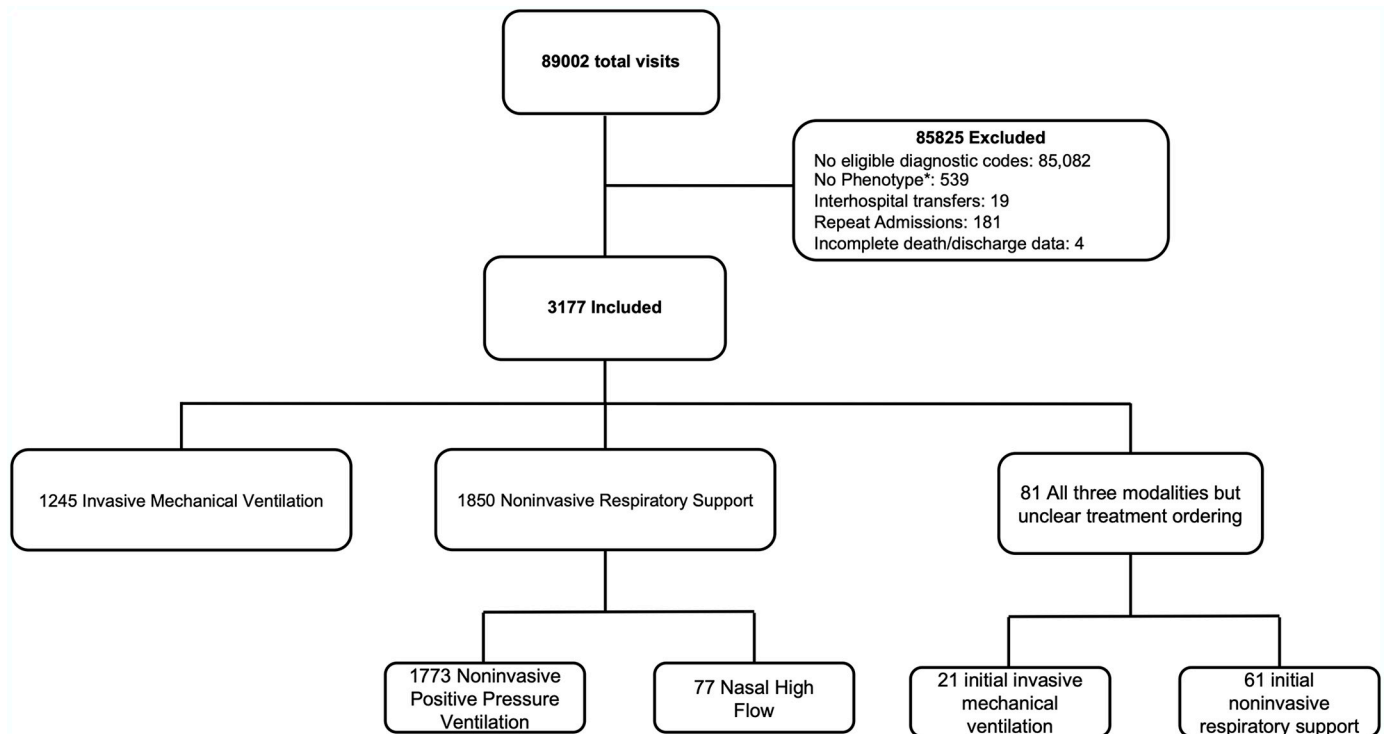 89002 total visits
85825 Excluded
No eligible diagnostic codes: 85,082
No Phenotype*: 539
Interhospital transfers: 19
Repeat Admissions: 181
Incomplete death/discharge data: 4
3177 Included
1245 Invasive Mechanical Ventilation
1850 Noninvasive Respiratory Support
81 All three modalities but
unclear treatment ordering
1773 Noninvasive
Positive Pressure
Ventilation
77 Nasal High
Flow
21 initial invasive
mechanical
ventilation
61 initial
noninvasive
respiratory support